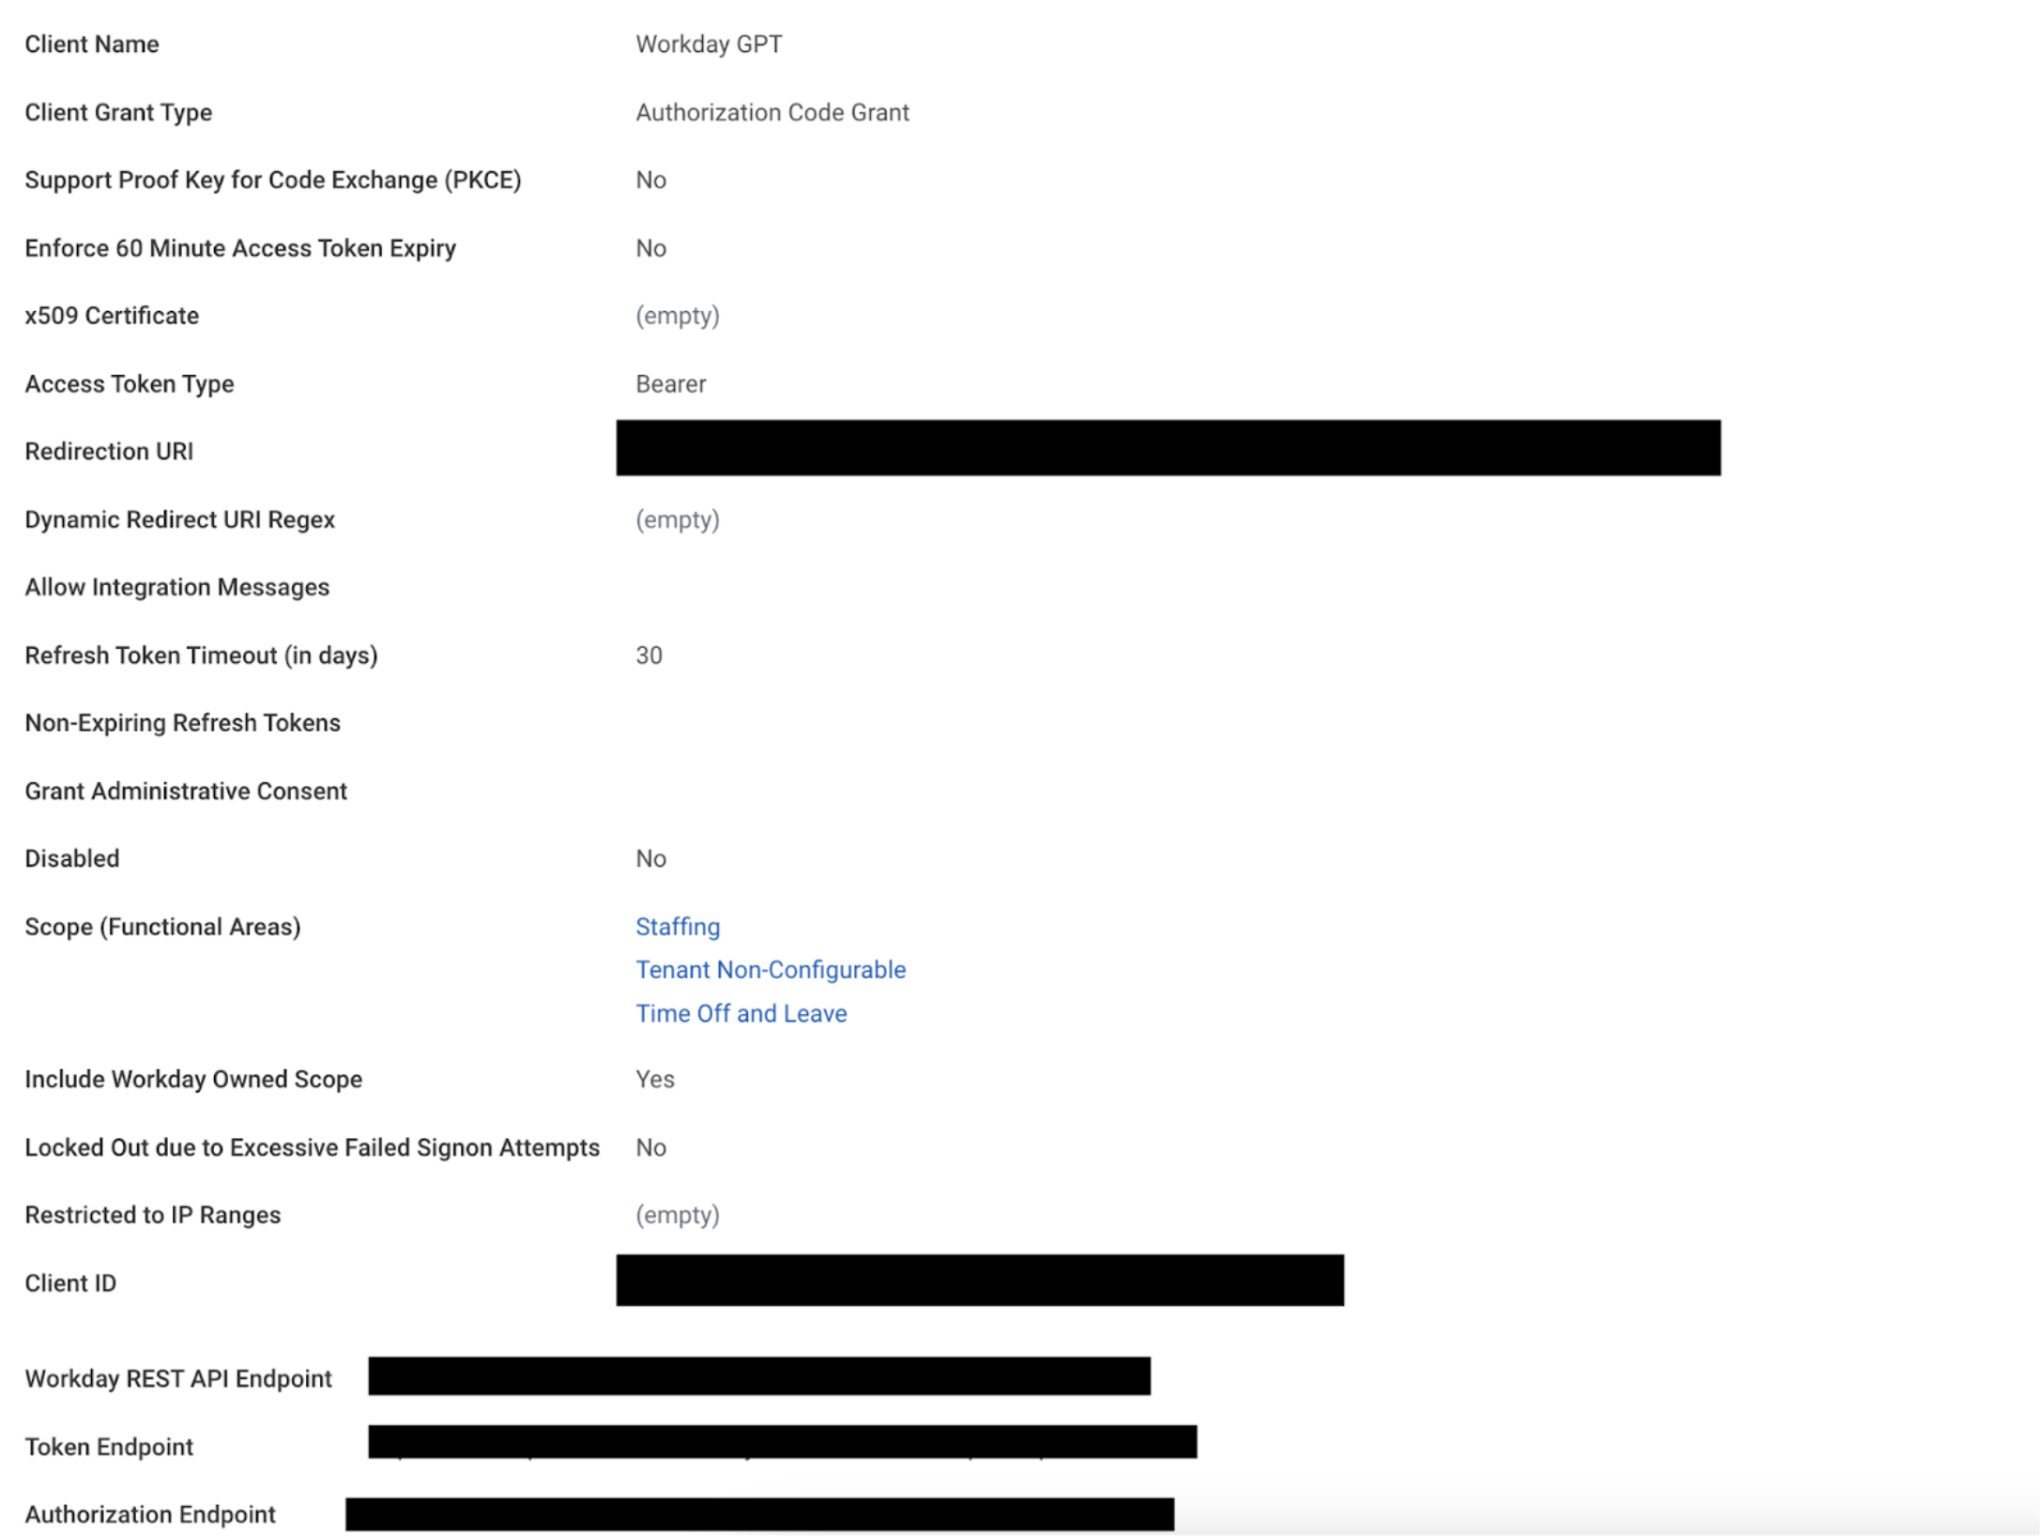 Client Name Workday GPT
Client Grant Type Authorization Code Grant
Support Proof Key for Code Exchange (PKCE) No
Enforce 60 Minute Access Token Expiry No
x509 Certificate (empty)
Access Token Type Bearer
Redirection URI
Dynamic Redirect URI Regex (empty)
Allow Integration Messages
Refresh Token Timeout (in days) 30
Non-Expiring Refresh Tokens
Grant Administrative Consent
Disabled No
Scope (Functional Areas) Staffing
Tenant Non-Configurable
Time Off and Leave
Include Workday Owned Scope Yes
Locked Out due to Excessive Failed Signon Attempts No
Restricted to IP Ranges (empty)
Client ID
Workday REST API Endpoint
Token Endpoint
Authorization Endpoint